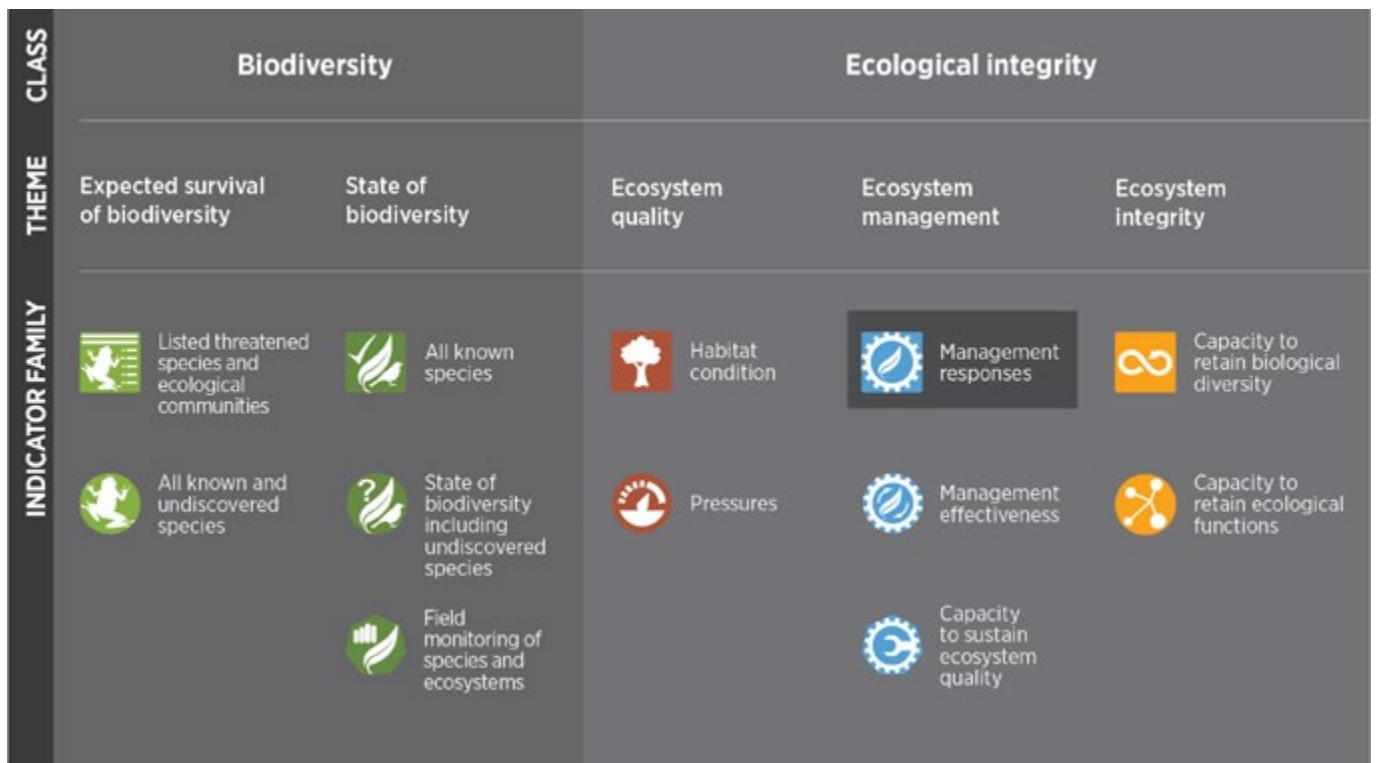 CLASS
Biodiversity
Ecological integrity
THEME
Expected survival
of biodiversity
State of
biodiversity
Ecosystem
quality
Ecosystem
management
Ecosystem
integrity
INDICATOR FAMILY
Listed threatened
species and
ecological
communities
All known
species
Habitat
condition
Management
responses
Capacity to
retain biological
diversity
All known and
undiscovered
species
?
State of
biodiversity
including
undiscovered
species
Pressures
Management
effectiveness
Capacity to
retain ecological
functions
Field
monitoring of
species and
ecosystems
Capacity
to sustain
ecosystem
quality